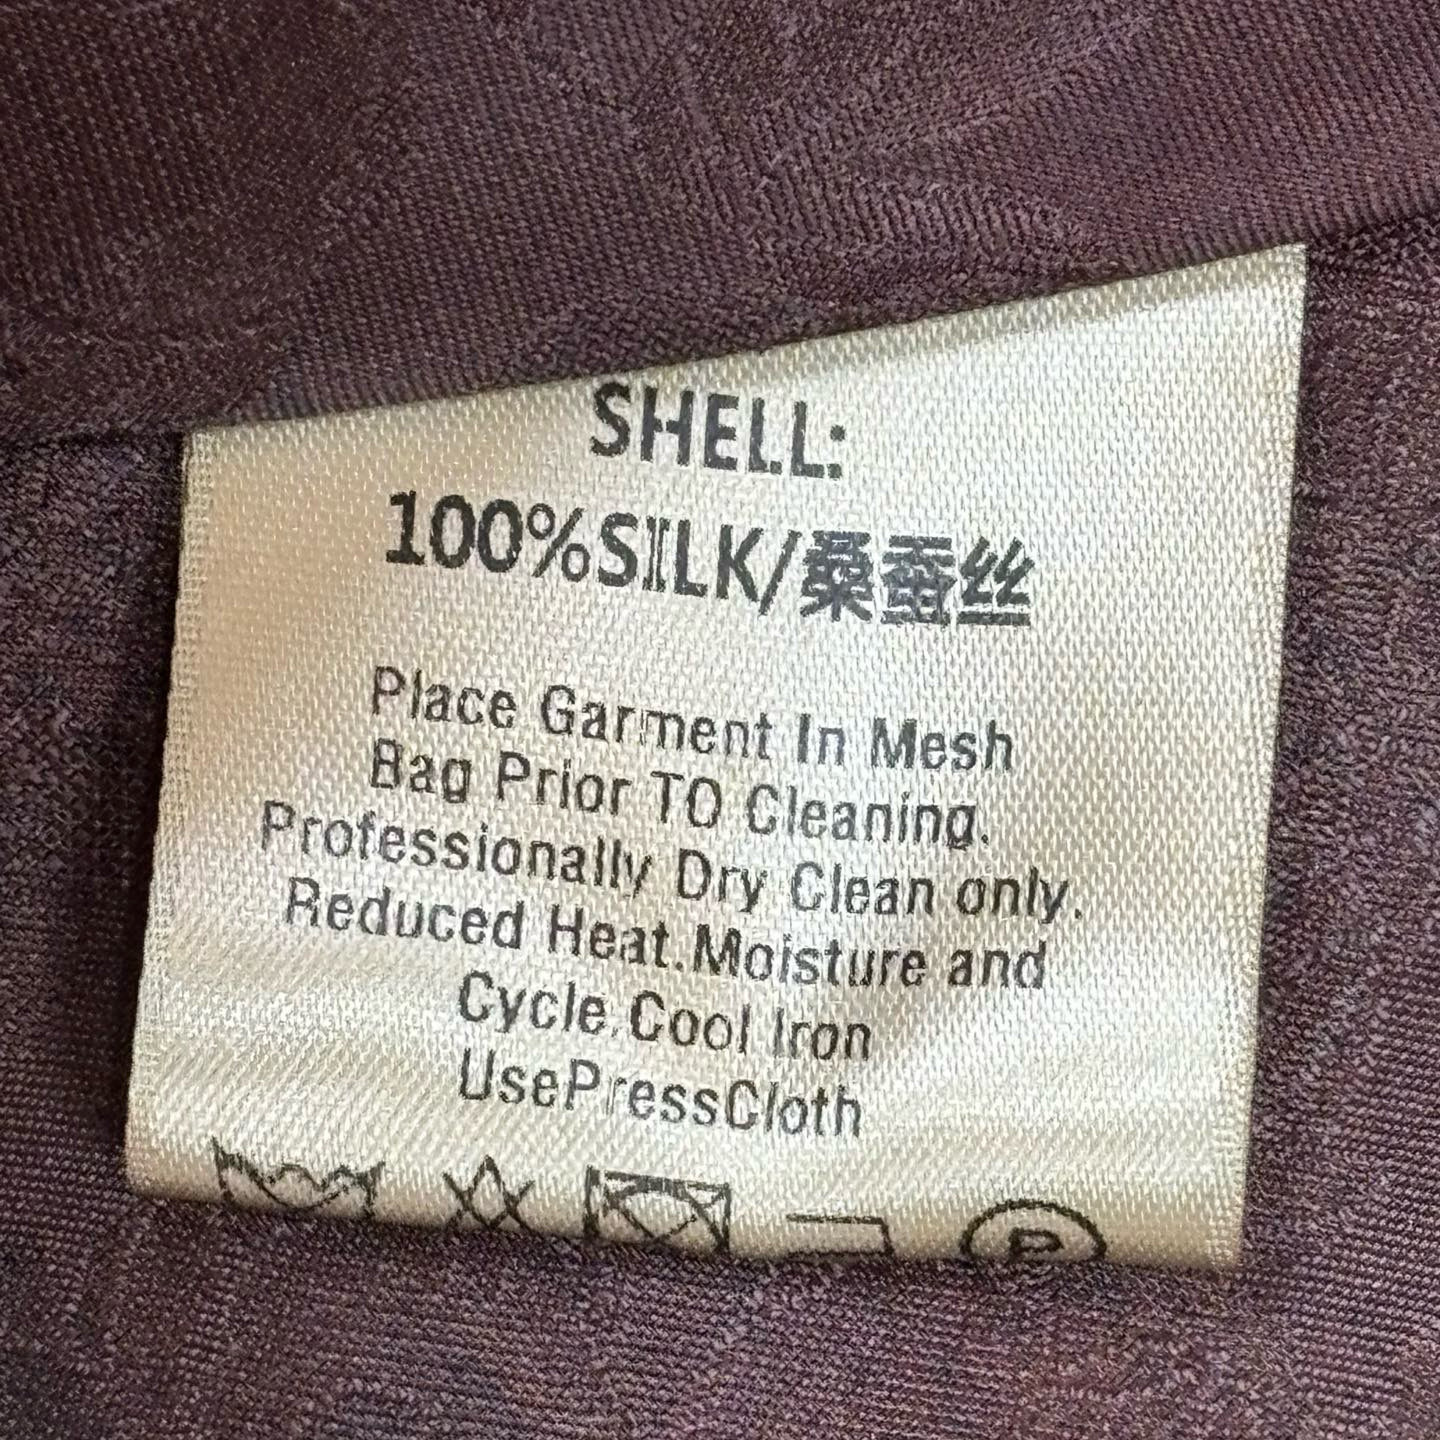 SHELL:
100%SILK/桑蚕丝
Place Garment In Mesh
Bag Prior TO Cleaning.
Professionally Dry Clean only.
Reduced Heat.Moisture and
Cycle.Cool Iron
UsePressCloth
P